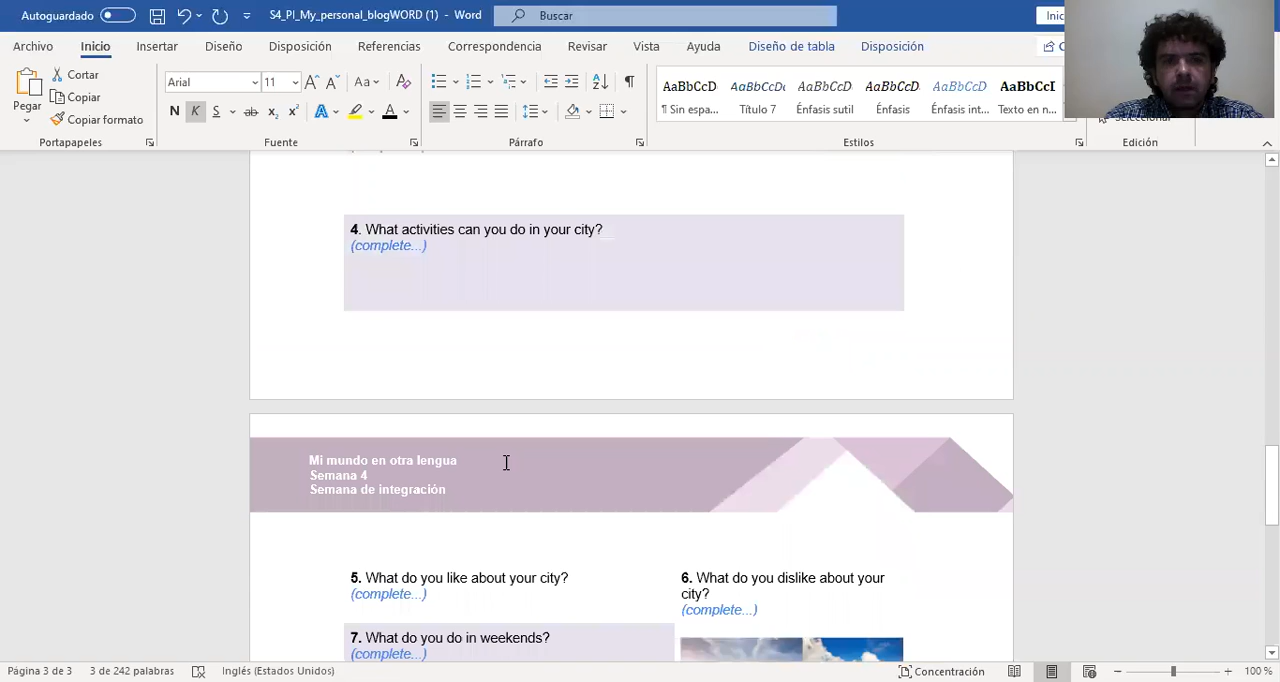 Autoguardado
S4_PI_My_personal_blogWORD (1) - Word
Buscar
Inic
Archivo Inicio Insertar Diseño Disposición Referencias Correspondencia Revisar Vista Ayuda Diseño de tabla Disposición
Pegar
Cortar
Copiar
Copiar formato
Portapapeles
Arial 11
Fuente
Párrafo
AaBbCcD AaBbCcD AaBbCcD AaBbCcD AaBbCcD AaBbCcI
¶ Sin espa... Título 7 Énfasis sutil Énfasis Énfasis int... Texto en n...
Estilos
Seleccionar
Edición
4. What activities can you do in your city?
(complete...)
Mi mundo en otra lengua
Semana 4
Semana de integración
5. What do you like about your city?
(complete...)
6. What do you dislike about your
city?
(complete...)
7. What do you do in weekends?
(complete...)
Página 3 de 3 3 de 242 palabras Inglés (Estados Unidos) Concentración 100 %